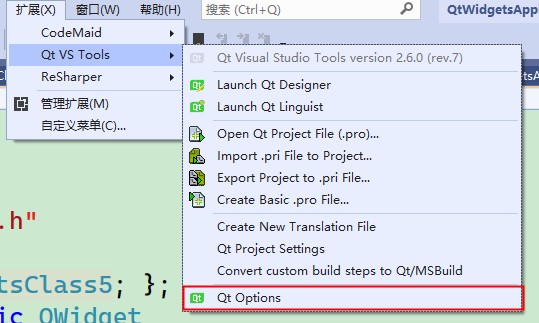 扩展(X) 窗口(W) 帮助(H) 搜索 (Ctrl+Q) QtWidgetsAppl
CodeMaid
Qt VS Tools
ReSharper
管理扩展(M)
自定义菜单(C)...
Qt Visual Studio Tools version 2.6.0 (rev.7)
Launch Qt Designer
Launch Qt Linguist
Open Qt Project File (.pro)...
Import .pri File to Project...
Export Project to .pri File...
Create Basic .pro File...
Create New Translation File
Qt Project Settings
Convert custom build steps to Qt/MSBuild
Qt Options
.h"
tsClass5; };
ic QWidget